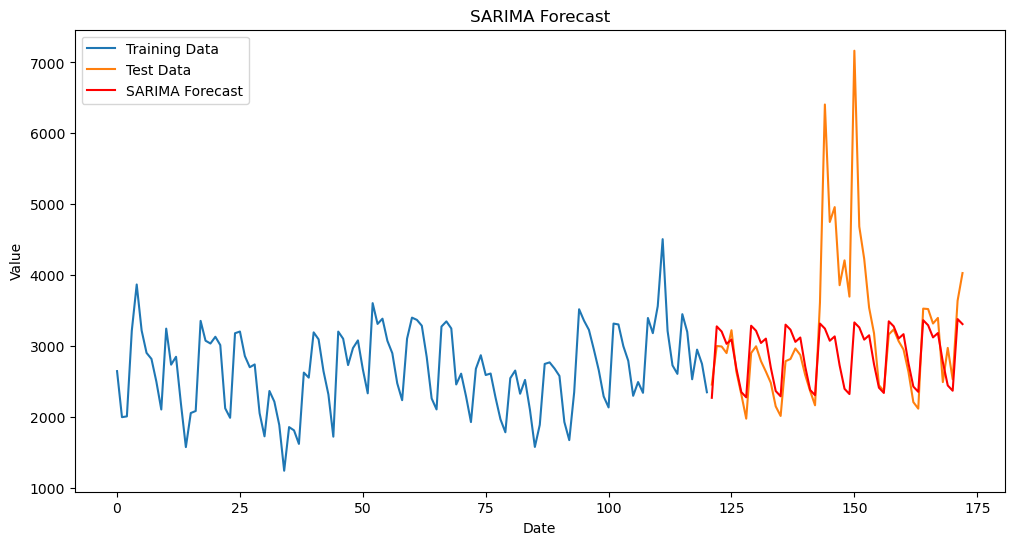 SARIMA Forecast
Training Data
Test Data
SARIMA Forecast
7000
6000
5000
4000
3000
2000
1000
Value
0 25 50 75 100 125 150 175
Date